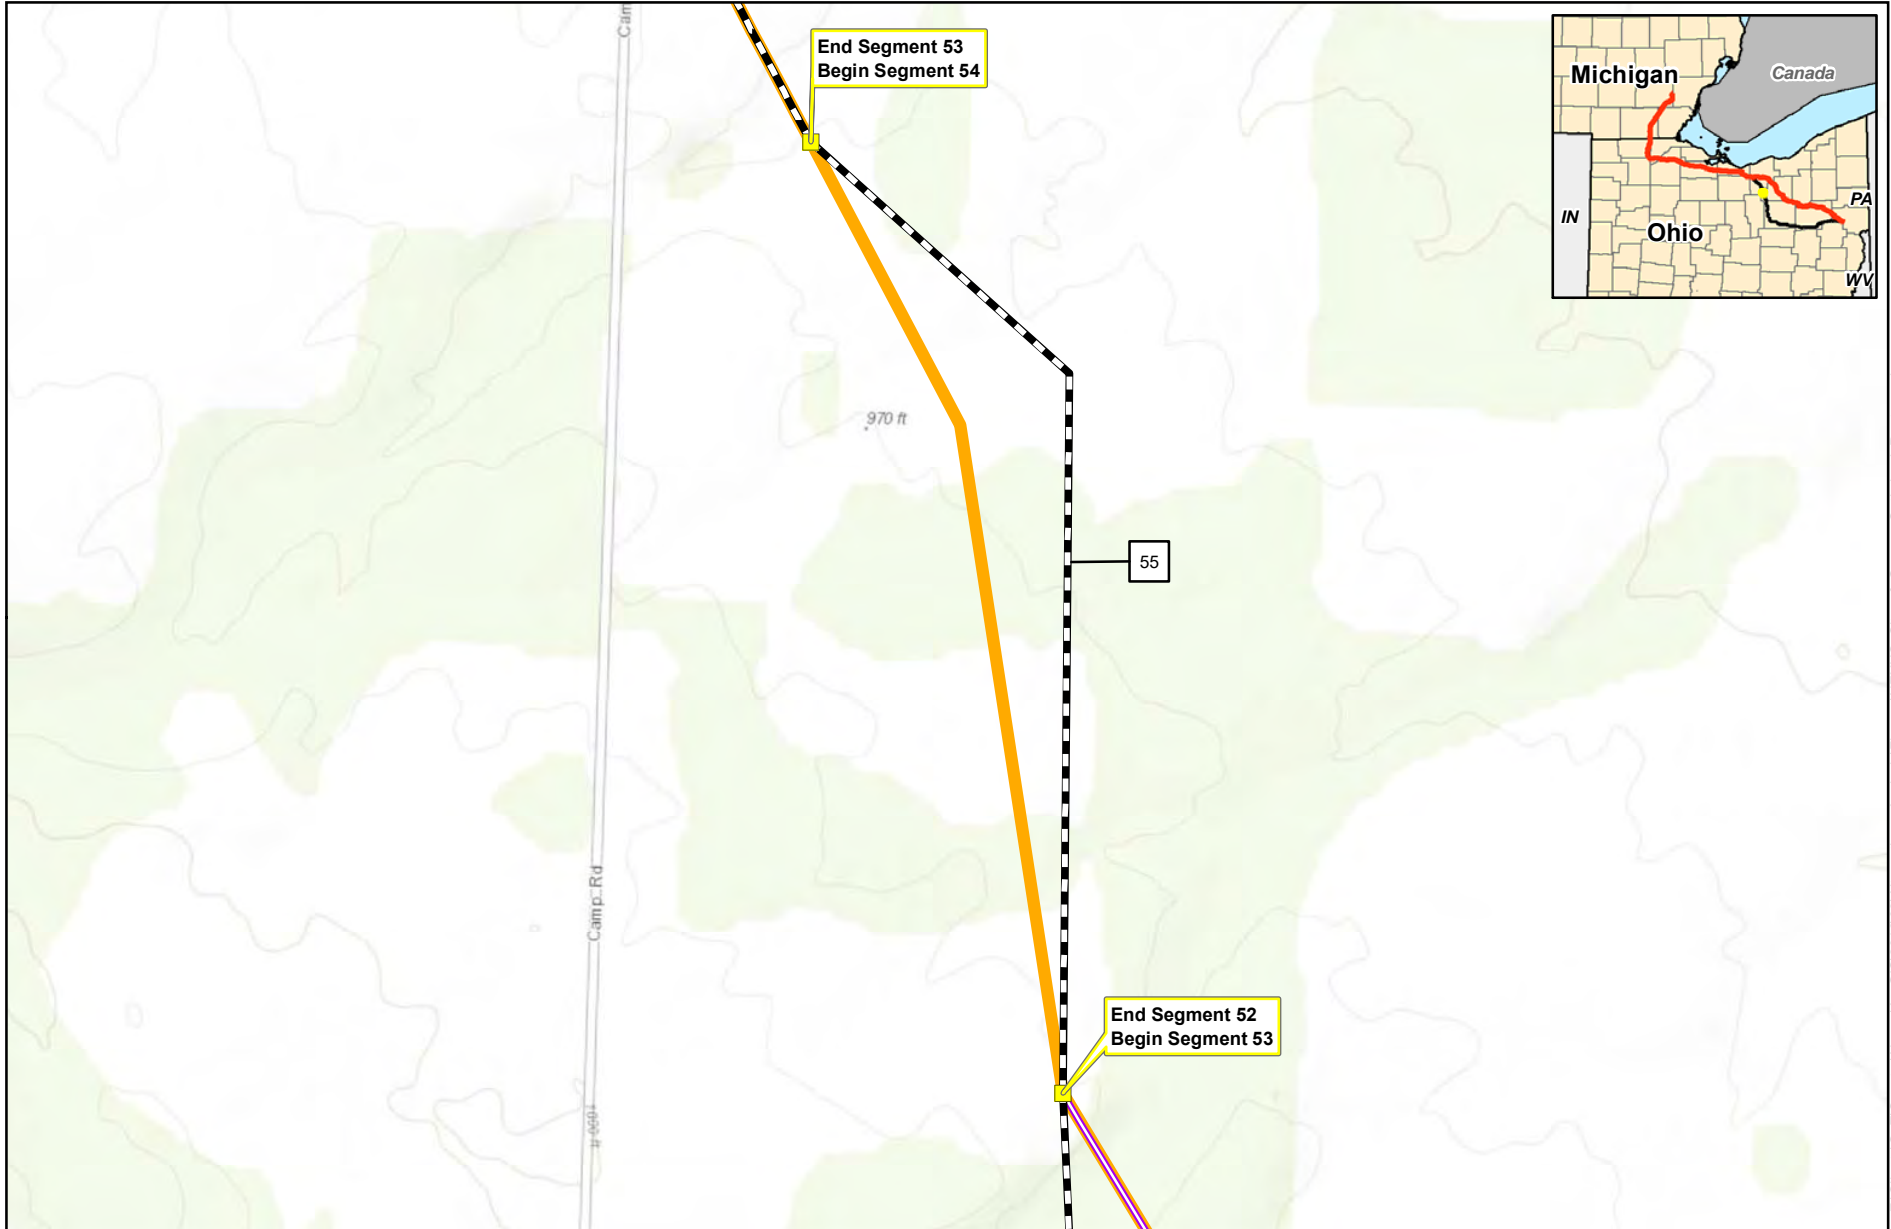 Cam
End Segment 53
Begin Segment 54
Michigan
Canada
IN
Ohio
PA
WV
970 ft
55
Camp Rd
End Segment 52
Begin Segment 53